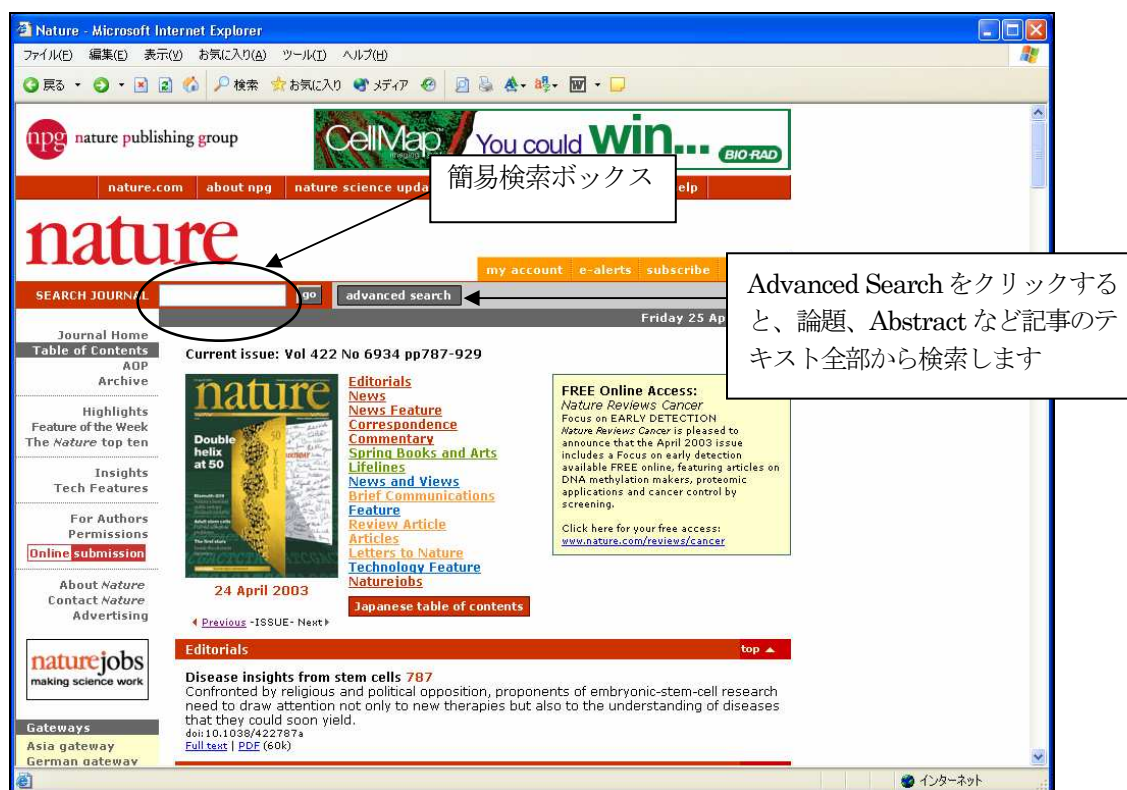 Nature - Microsoft Internet Explorer
ファイル(F) 編集(E) 表示(V) お気に入り(A) ツール(T) ヘルプ(H)
戻る 検索 お気に入り メディア
npg nature publishing group
CellMap You could win... BIO-RAD
簡易検索ボックス
nature.com about npg nature science upda elp
nature
my account e-alerts subscribe
SEARCH JOURNAL go advanced search
Friday 25 Ap
Advanced Search をクリックする
と、論題、Abstract など記事のテ
キスト全部から検索します
Journal Home
Table of Contents
AOP
Archive
Highlights
Feature of the Week
The Nature top ten
Insights
Tech Features
For Authors
Permissions
Online submission
About Nature
Contact Nature
Advertising
naturejobs
making science work
Gateways
Asia gateway
German gateway
Current issue: Vol 422 No 6934 pp787-929
nature
Double
helix
at 50
24 April 2003
Previous -ISSUE- Next
Editorials
News
News Feature
Correspondence
Commentary
Spring Books and Arts
Lifelines
News and Views
Brief Communications
Feature
Review Article
Articles
Letters to Nature
Technology Feature
Naturejobs
Japanese table of contents
FREE Online Access:
Nature Reviews Cancer
Focus on EARLY DETECTION
Nature Reviews Cancer is pleased to
announce that the April 2003 issue
includes a Focus on early detection
available FREE online, featuring articles on
DNA methylation makers, proteomic
applications and cancer control by
screening.
Click here for your free access:
www.nature.com/reviews/cancer
Editorials top
Disease insights from stem cells 787
Confronted by religious and political opposition, proponents of embryonic-stem-cell research
need to draw attention not only to new therapies but also to the understanding of diseases
that they could soon yield.
doi:10.1038/422787a
Full text | PDF (60k)
インターネット